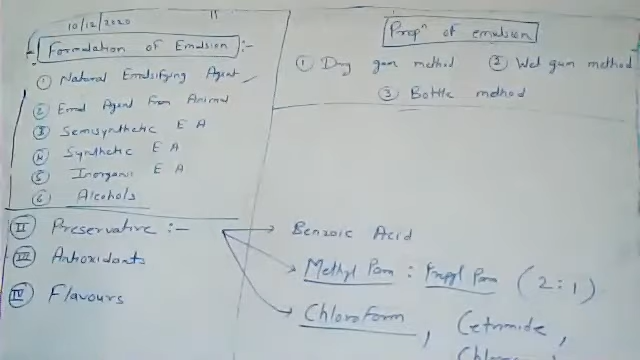 10/12/2020
Formulation of Emulsion :-
① Natural Emulsifying Agent
② Emul Agent from Animal
③ Semisynthetic E A
④ Synthetic E A
⑤ Inorganic E A
⑥ Alcohols
II Preservative :-
III Antioxidants
IV Flavours
Propⁿ of emulsion
① Dry gum method ② Wet gum method
③ Bottle method
Benzoic Acid
Methyl Para : Propyl Para (2:1)
Chloroform, Cetrimide,